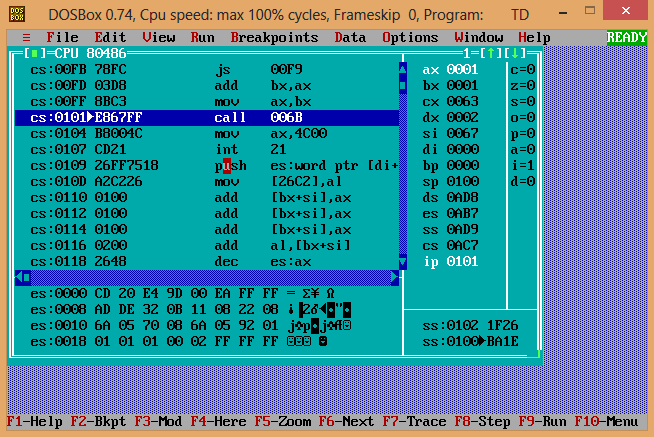 DOSBox 0.74, Cpu speed: max 100% cycles, Frameskip 0, Program: TD
≡ File Edit View Run Breakpoints Data Options Window Help READY
[■]=CPU 80486 1=[↑][↓]
cs:00FB 78FC js 00F9 ax 0001 c=0
cs:00FD 03D8 add bx,ax bx 0001 z=0
cs:00FF 8BC3 mov ax,bx cx 0063 s=0
cs:0101►E867FF call 006B dx 0002 o=0
cs:0104 B8004C mov ax,4C00 si 0067 p=0
cs:0107 CD21 int 21 di 0000 a=0
cs:0109 26FF7518 push es:word ptr [di+ bp 0000 i=1
cs:010D A2C226 mov [26C2],al sp 0100 d=0
cs:0110 0100 add [bx+si],ax ds 0AD8
cs:0112 0100 add [bx+si],ax es 0AB7
cs:0114 0100 add [bx+si],ax ss 0AD9
cs:0116 0200 add al,[bx+si] cs 0AC7
cs:0118 2648 dec es:ax ip 0101
es:0000 CD 20 E4 9D 00 EA FF FF = Σ¥ Ω
es:0008 AD DE 32 0B 11 08 22 08
es:0010 6A 05 70 08 6A 05 92 01
es:0018 01 01 01 00 02 FF FF FF
ss:0102 1F26
ss:0100►BA1E
F1-Help F2-Bkpt F3-Mod F4-Here F5-Zoom F6-Next F7-Trace F8-Step F9-Run F10-Menu